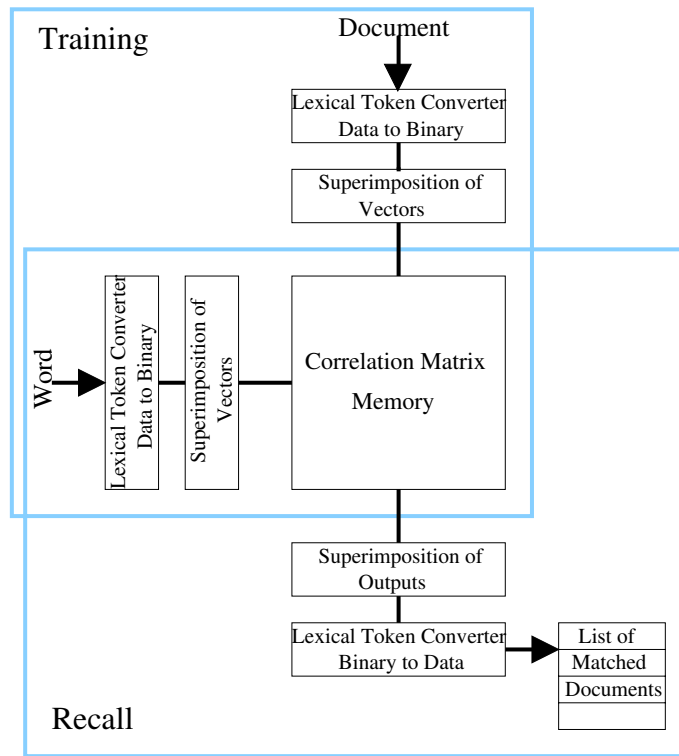 Training
Document
Lexical Token Converter
Data to Binary
Superimposition of
Vectors
Word
Lexical Token Converter
Data to Binary
Superimposition of
Vectors
Correlation Matrix
Memory
Superimposition of
Outputs
Lexical Token Converter
Binary to Data
List of
Matched
Documents
Recall